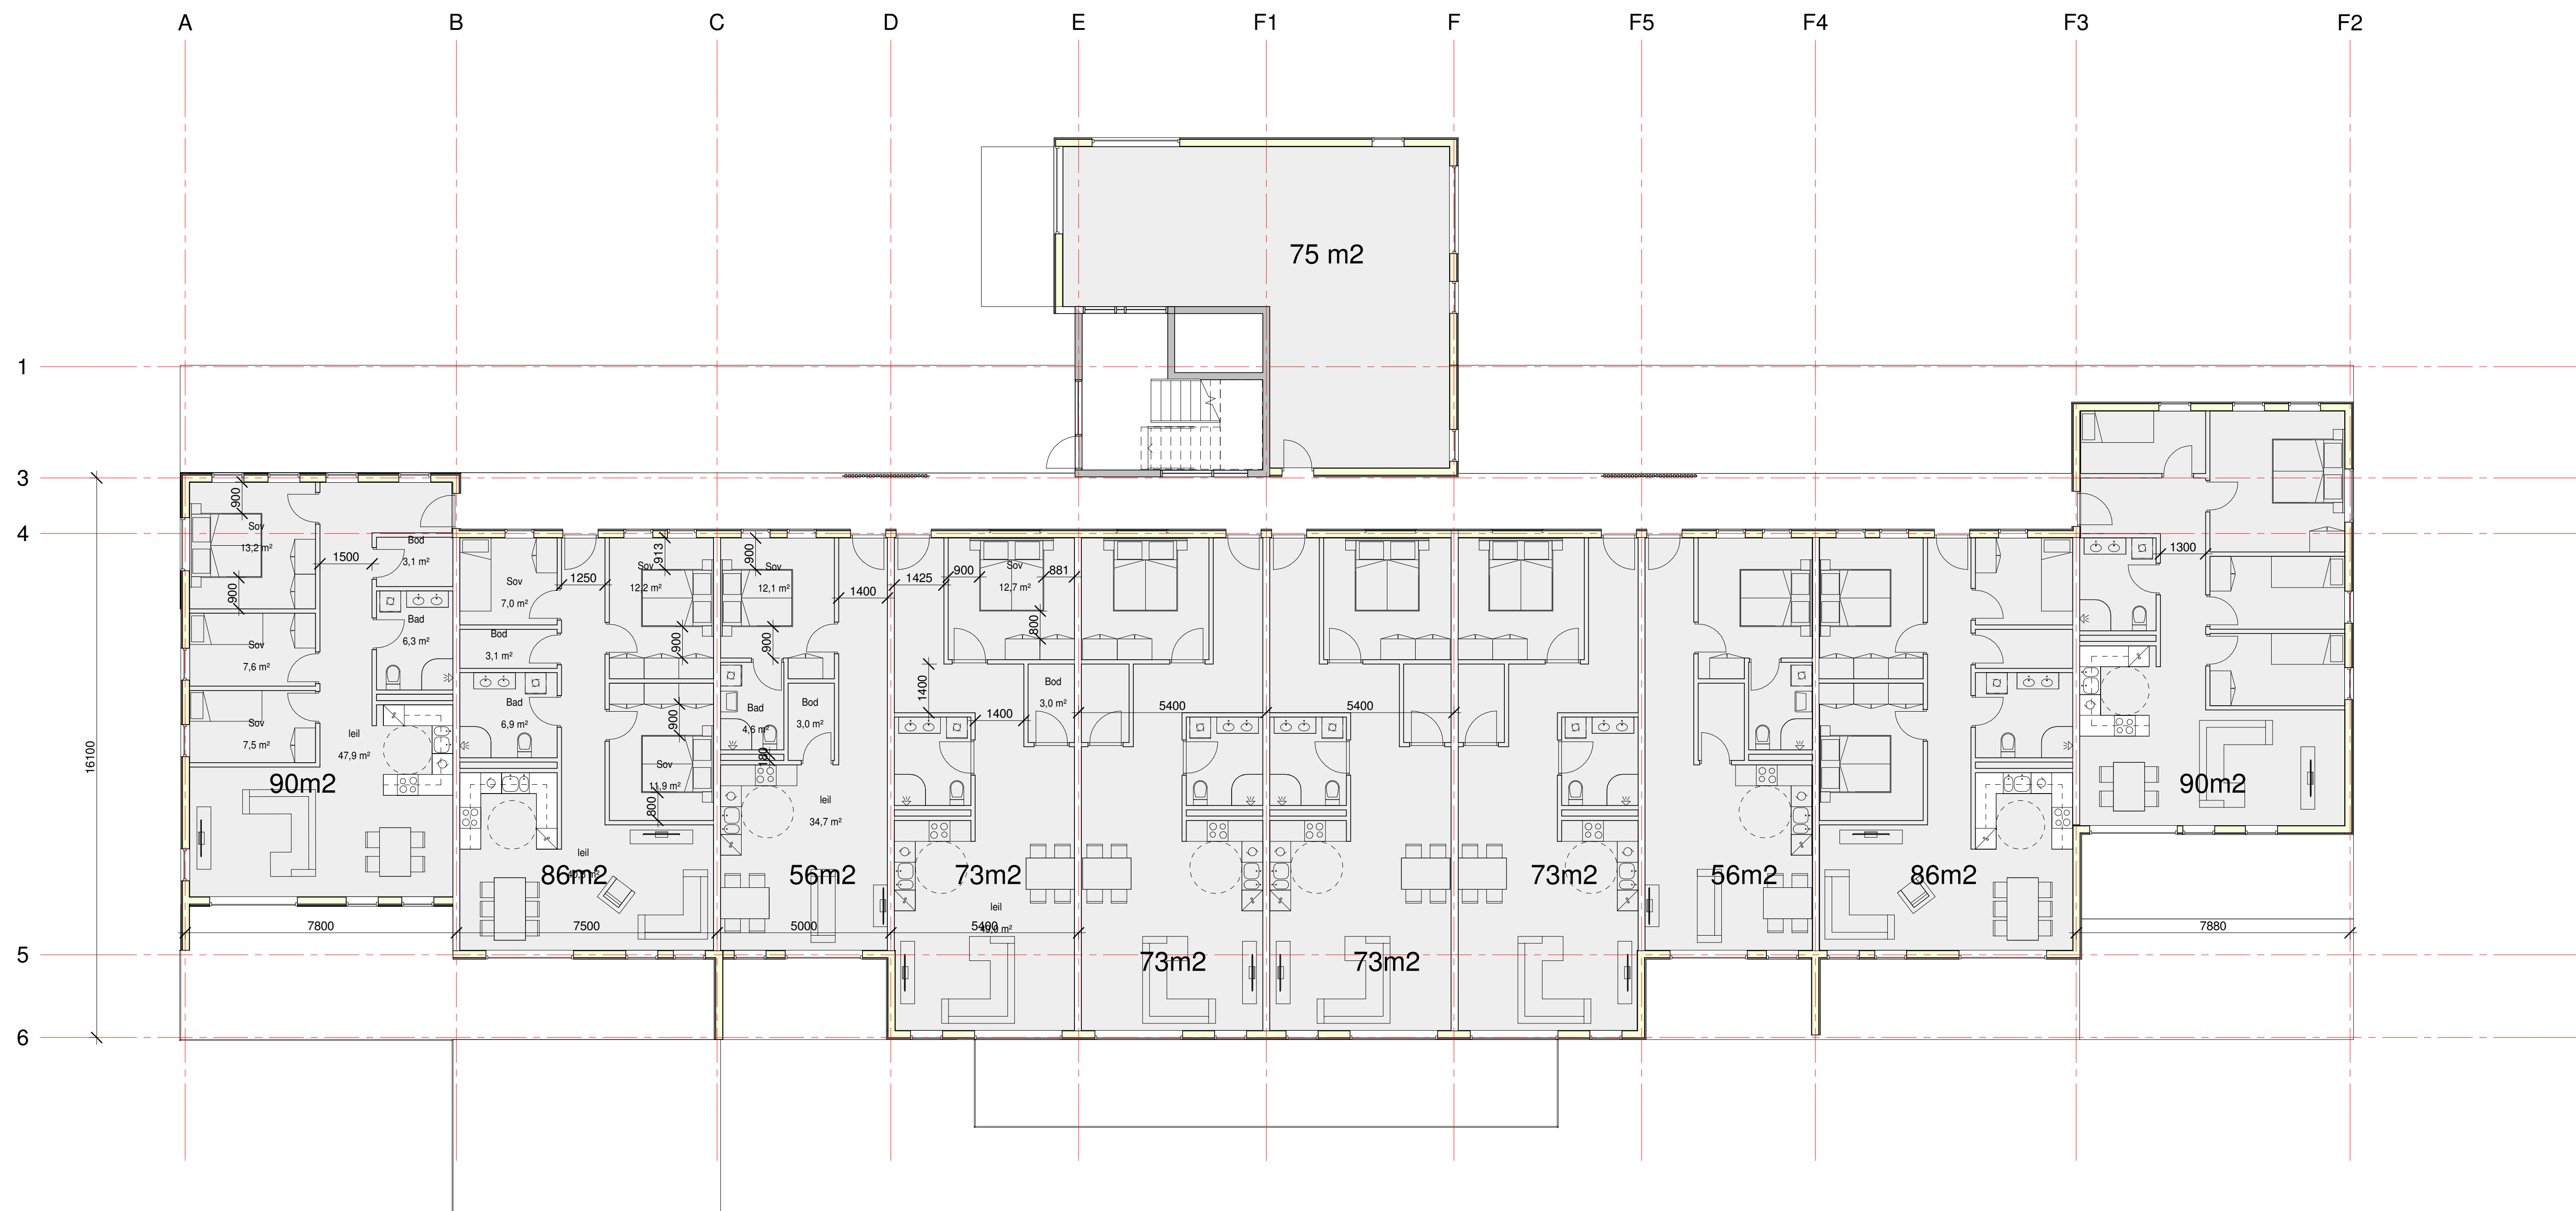 A B C D E F1 F F5 F4 F3 F2
75 m2
1
3
4
5
6
16100
900
Sov
13,2 m²
900
1500
Bod
3,1 m²
Bad
6,3 m²
Sov
7,6 m²
Sov
7,5 m²
leil
47,9 m²
90m2
7800
Sov
7,0 m²
1250
Bod
3,1 m²
Bad
6,9 m²
913
Sov
12,2 m²
900
900
Sov
11,9 m²
800
leil
86m2
7500
900
Sov
12,1 m²
900
1400
Bad
4,6 m²
Bod
3,0 m²
180
leil
34,7 m²
56m2
5000
1425
900
Sov
12,7 m²
881
800
1400
1400
Bod
3,0 m²
73m2
leil
5400
5400
5400
73m2
73m2
73m2
56m2
86m2
1300
90m2
7880